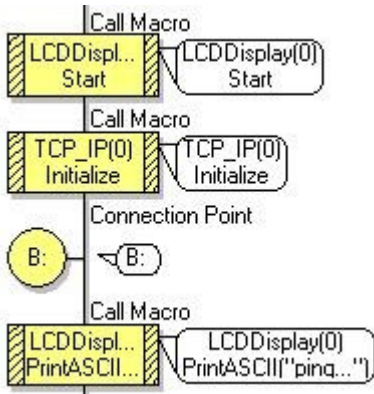 Call Macro
LCDDispl...
Start
LCDDisplay(0)
Start
Call Macro
TCP_IP(0)
Initialize
TCP_IP(0)
Initialize
Connection Point
B:
B:
Call Macro
LCDDispl...
PrintASCII...
LCDDisplay(0)
PrintASCII("ping...")